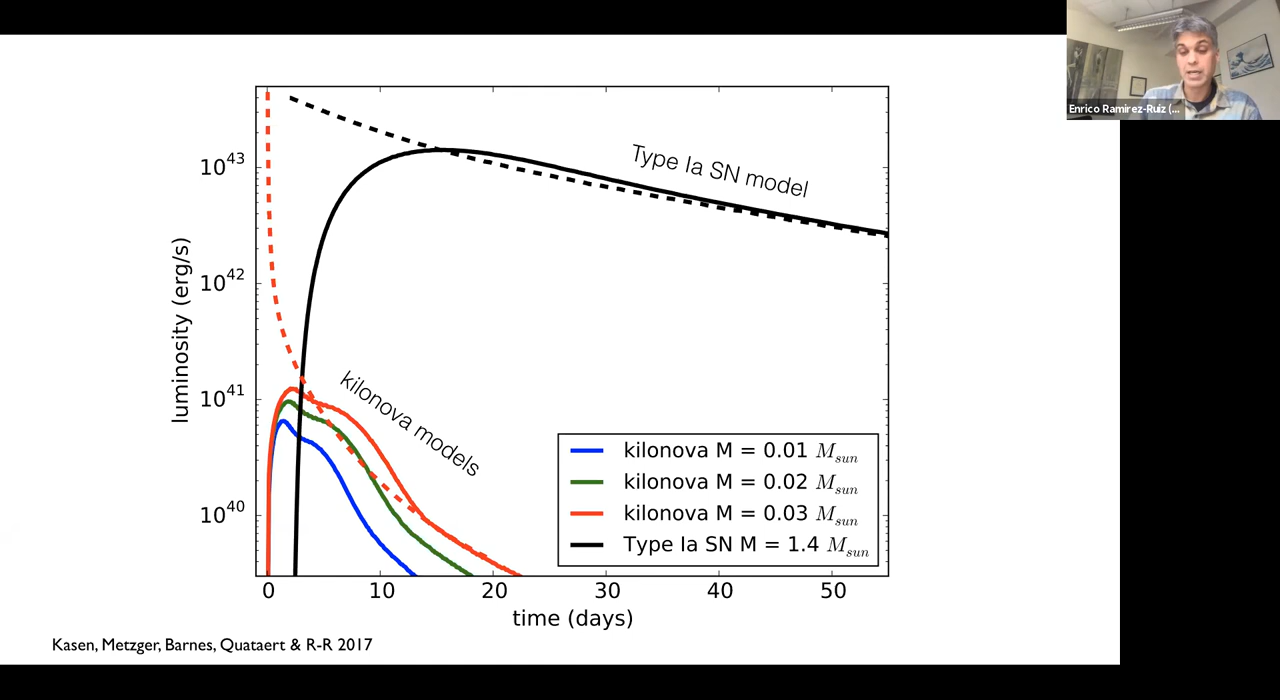 Enrico Ramirez-Ruiz (...
luminosity (erg/s)
10^43
10^42
10^41
10^40
Type Ia SN model
kilonova models
kilonova M = 0.01 M_sun
kilonova M = 0.02 M_sun
kilonova M = 0.03 M_sun
Type Ia SN M = 1.4 M_sun
0 10 20 30 40 50
time (days)
Kasen, Metzger, Barnes, Quataert & R-R 2017